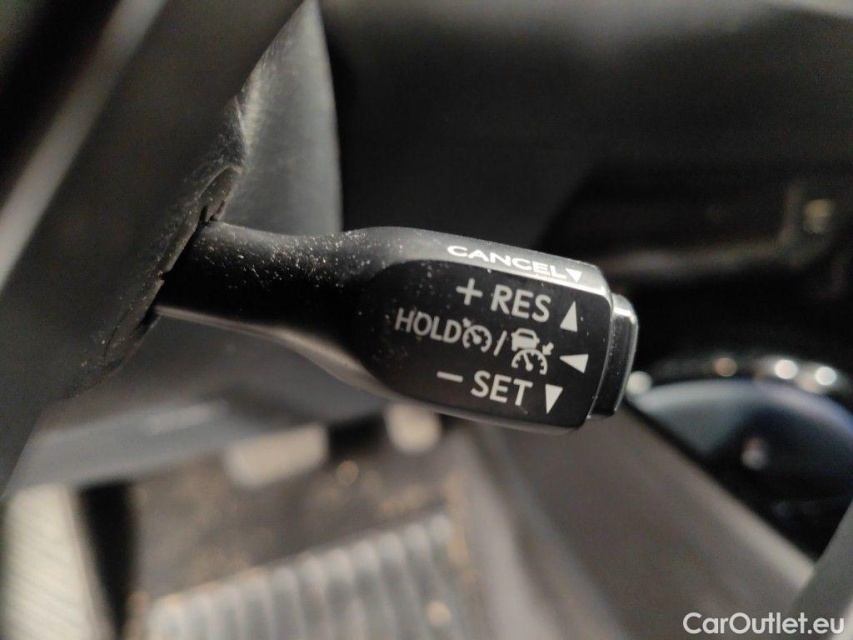 CANCEL▼
+ RES ▲
HOLD / ◀
− SET ▼
CarOutlet.eu